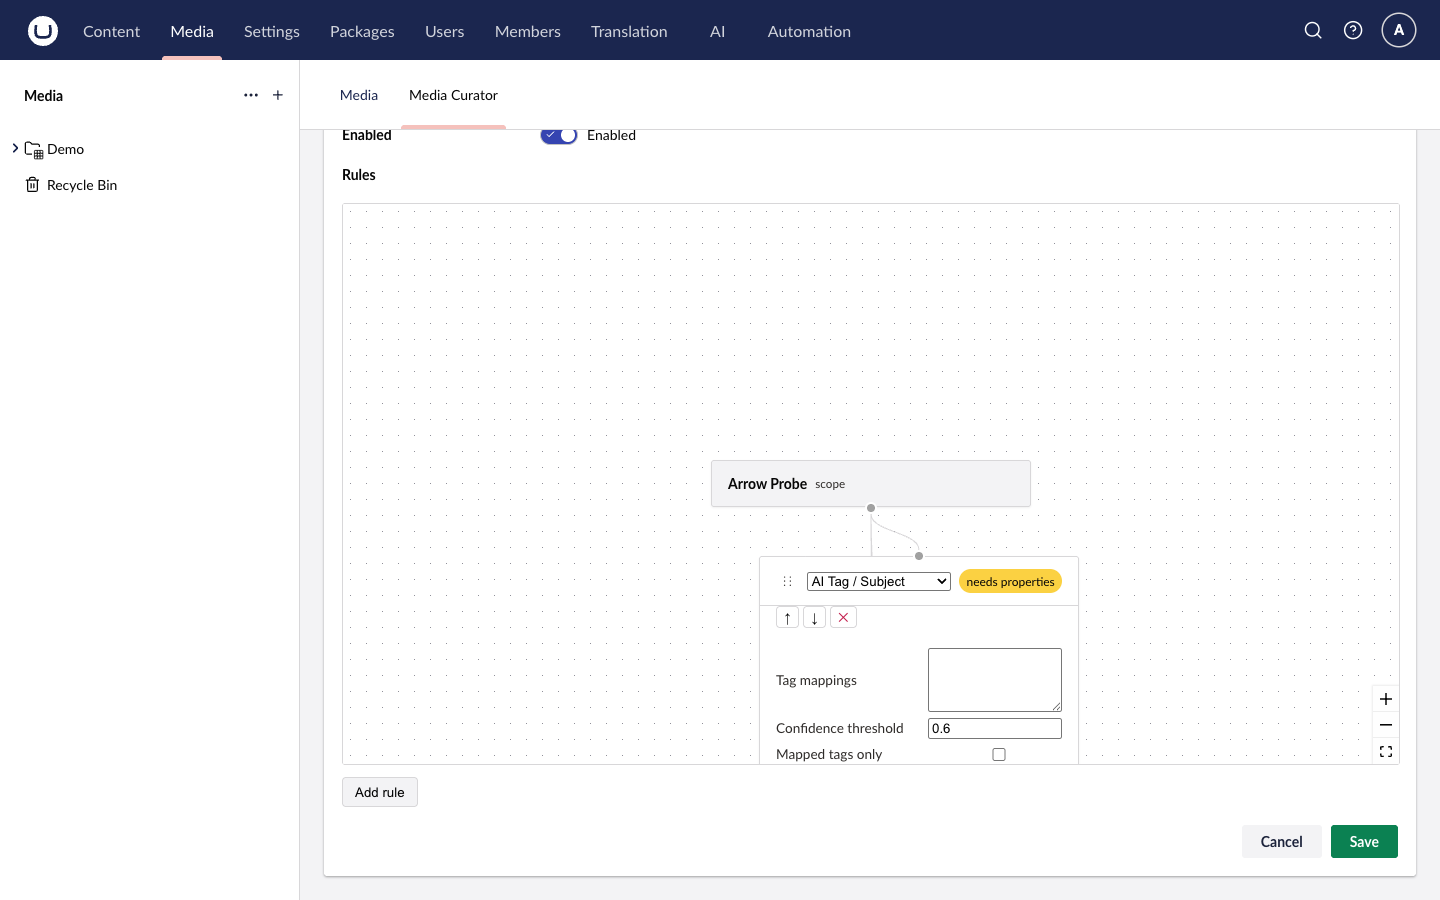 Content Media Settings Packages Users Members Translation AI Automation A
Media
Demo
Recycle Bin
Media Media Curator
Enabled Enabled
Rules
Arrow Probe scope
AI Tag / Subject needs properties
↑ ↓
Tag mappings
Confidence threshold 0.6
Mapped tags only
Add rule
Cancel Save